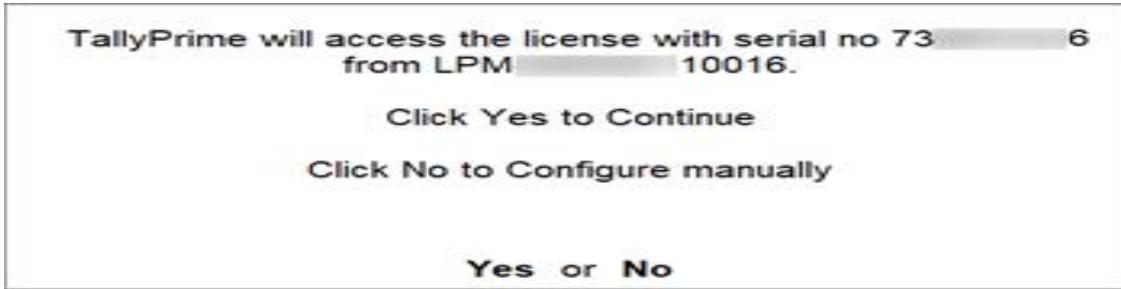 TallyPrime will access the license with serial no 73 6
from LPM 10016.
Click Yes to Continue
Click No to Configure manually
Yes or No